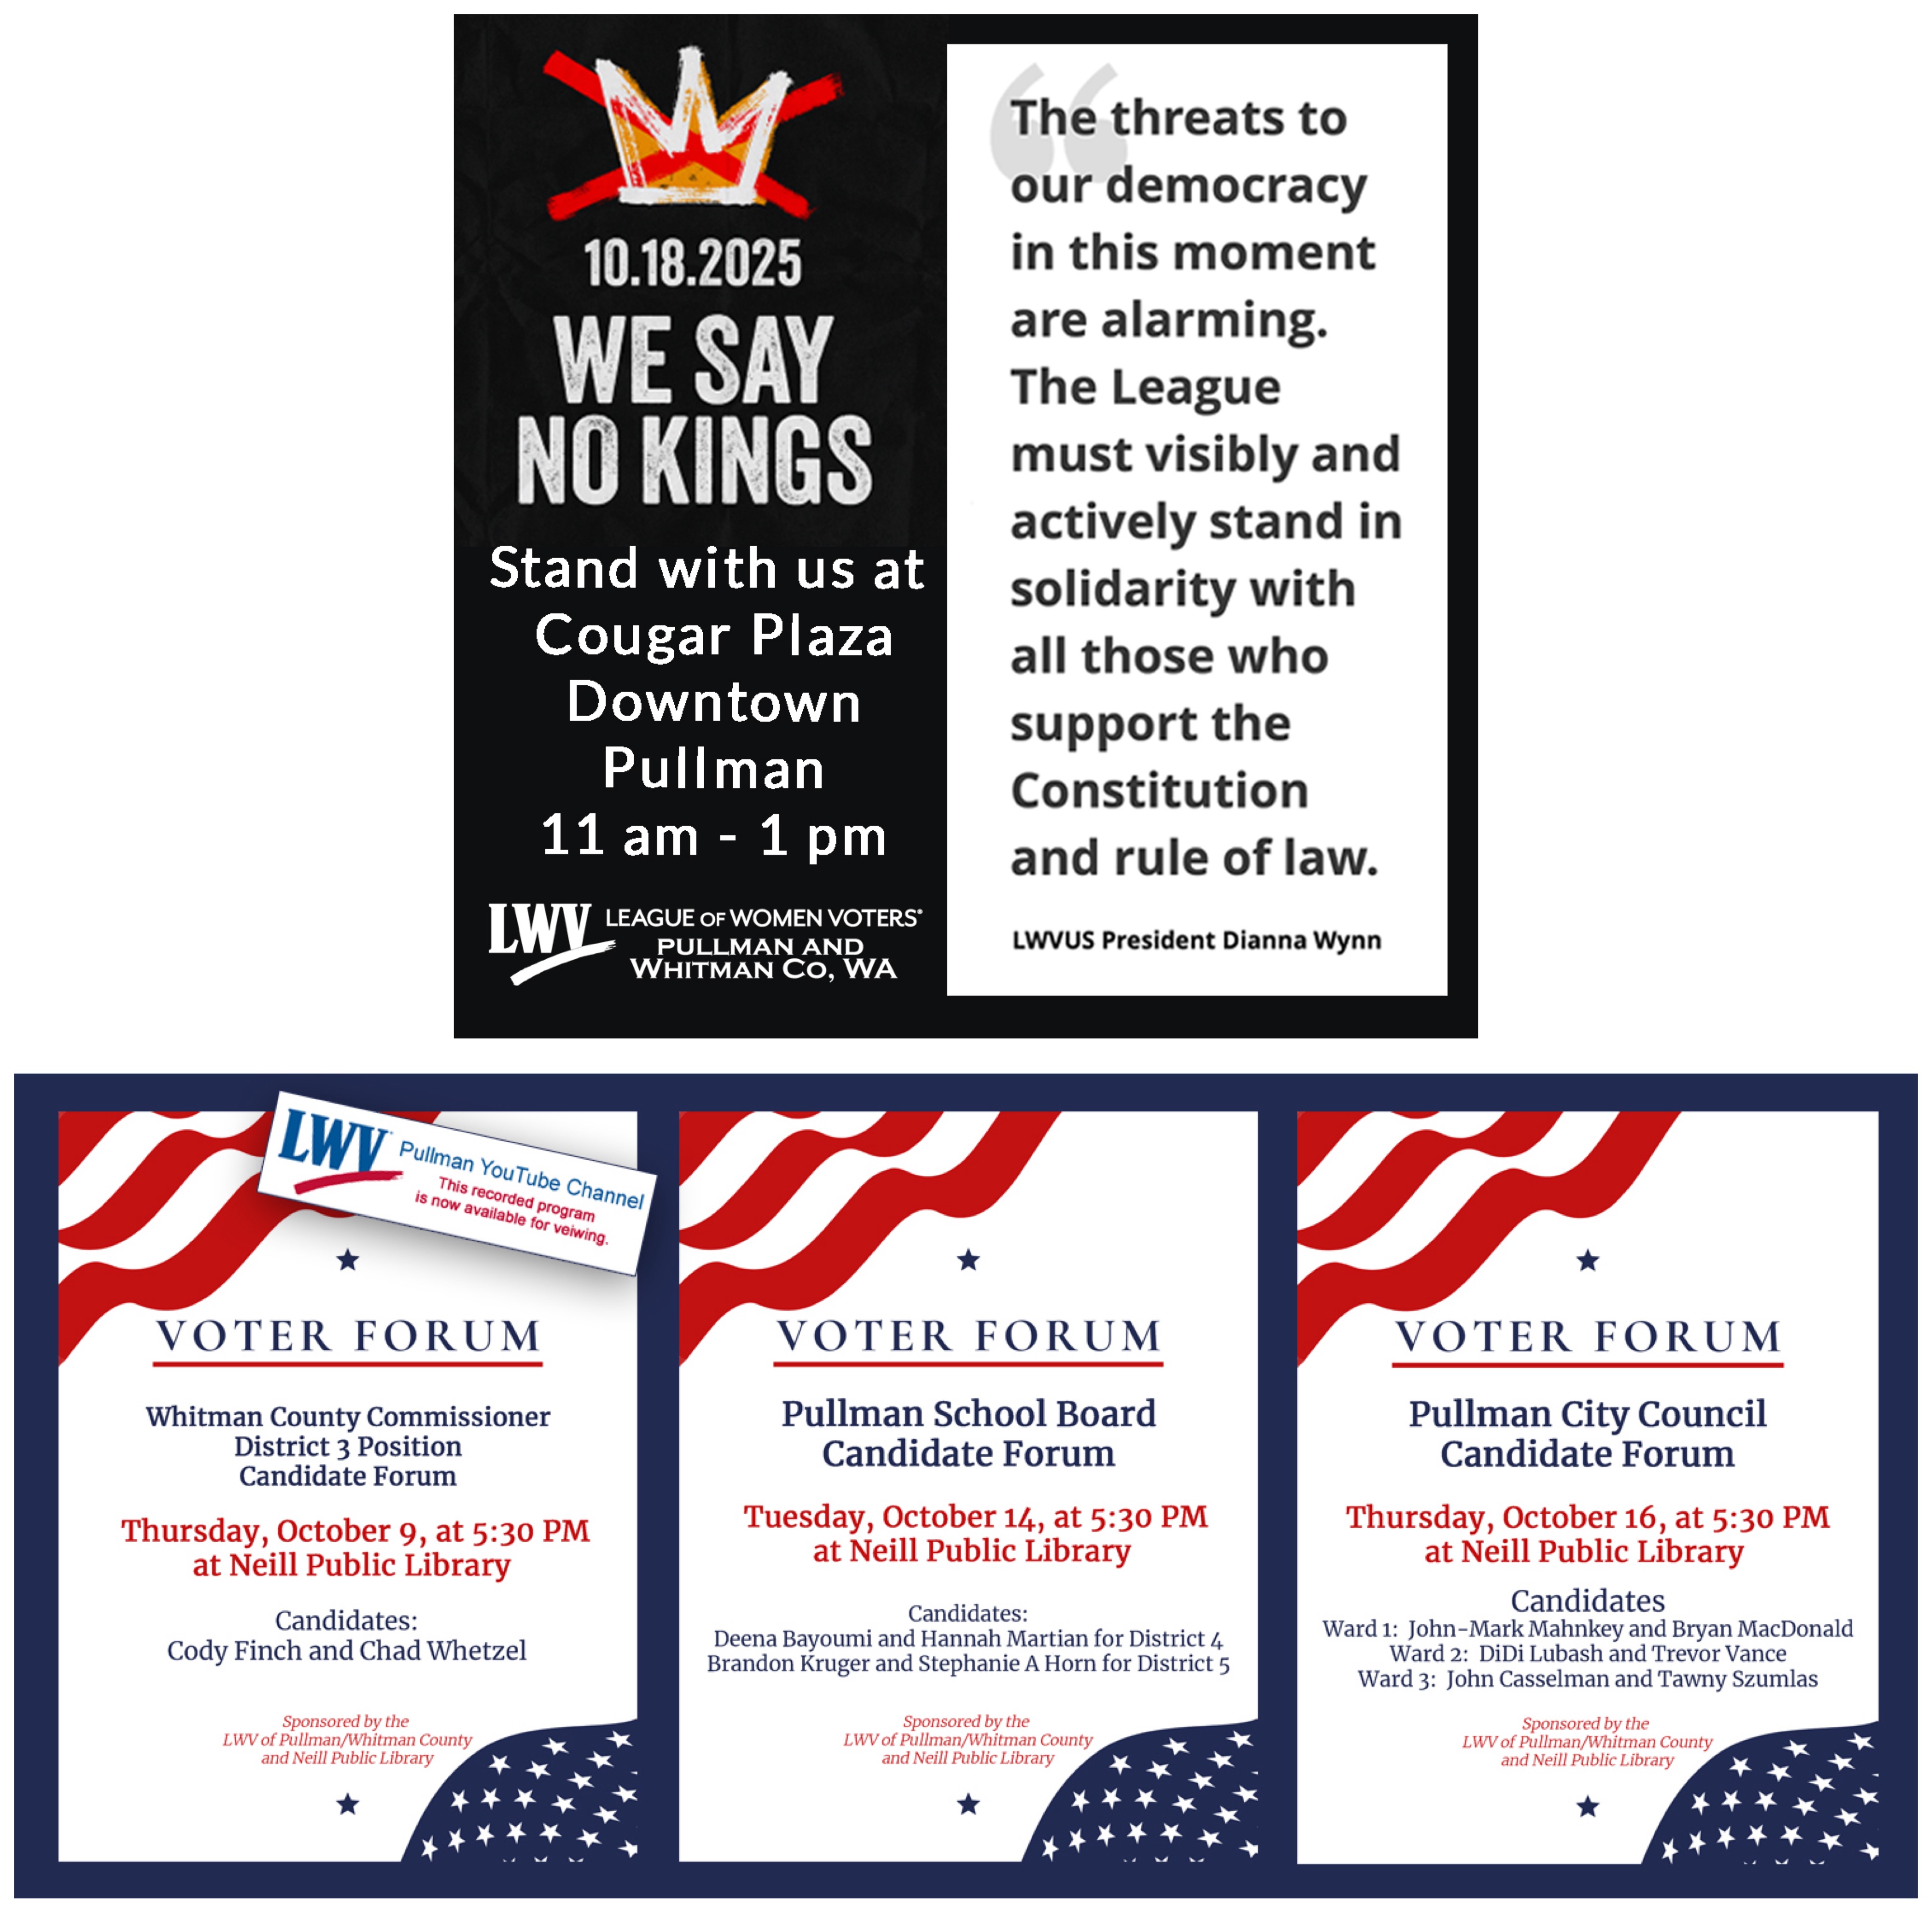 10.18.2025
WE SAY
NO KINGS
Stand with us at
Cougar Plaza
Downtown
Pullman
11 am - 1 pm
LWV LEAGUE OF WOMEN VOTERS®
PULLMAN AND
WHITMAN CO, WA
“The threats to
our democracy
in this moment
are alarming.
The League
must visibly and
actively stand in
solidarity with
all those who
support the
Constitution
and rule of law.
LWVUS President Dianna Wynn
LWV Pullman YouTube Channel
This recorded program
is now available for veiwing.
VOTER FORUM
Whitman County Commissioner
District 3 Position
Candidate Forum
Thursday, October 9, at 5:30 PM
at Neill Public Library
Candidates:
Cody Finch and Chad Whetzel
Sponsored by the
LWV of Pullman/Whitman County
and Neill Public Library
VOTER FORUM
Pullman School Board
Candidate Forum
Tuesday, October 14, at 5:30 PM
at Neill Public Library
Candidates:
Deena Bayoumi and Hannah Martian for District 4
Brandon Kruger and Stephanie A Horn for District 5
Sponsored by the
LWV of Pullman/Whitman County
and Neill Public Library
VOTER FORUM
Pullman City Council
Candidate Forum
Thursday, October 16, at 5:30 PM
at Neill Public Library
Candidates
Ward 1: John-Mark Mahnkey and Bryan MacDonald
Ward 2: DiDi Lubash and Trevor Vance
Ward 3: John Casselman and Tawny Szumlas
Sponsored by the
LWV of Pullman/Whitman County
and Neill Public Library